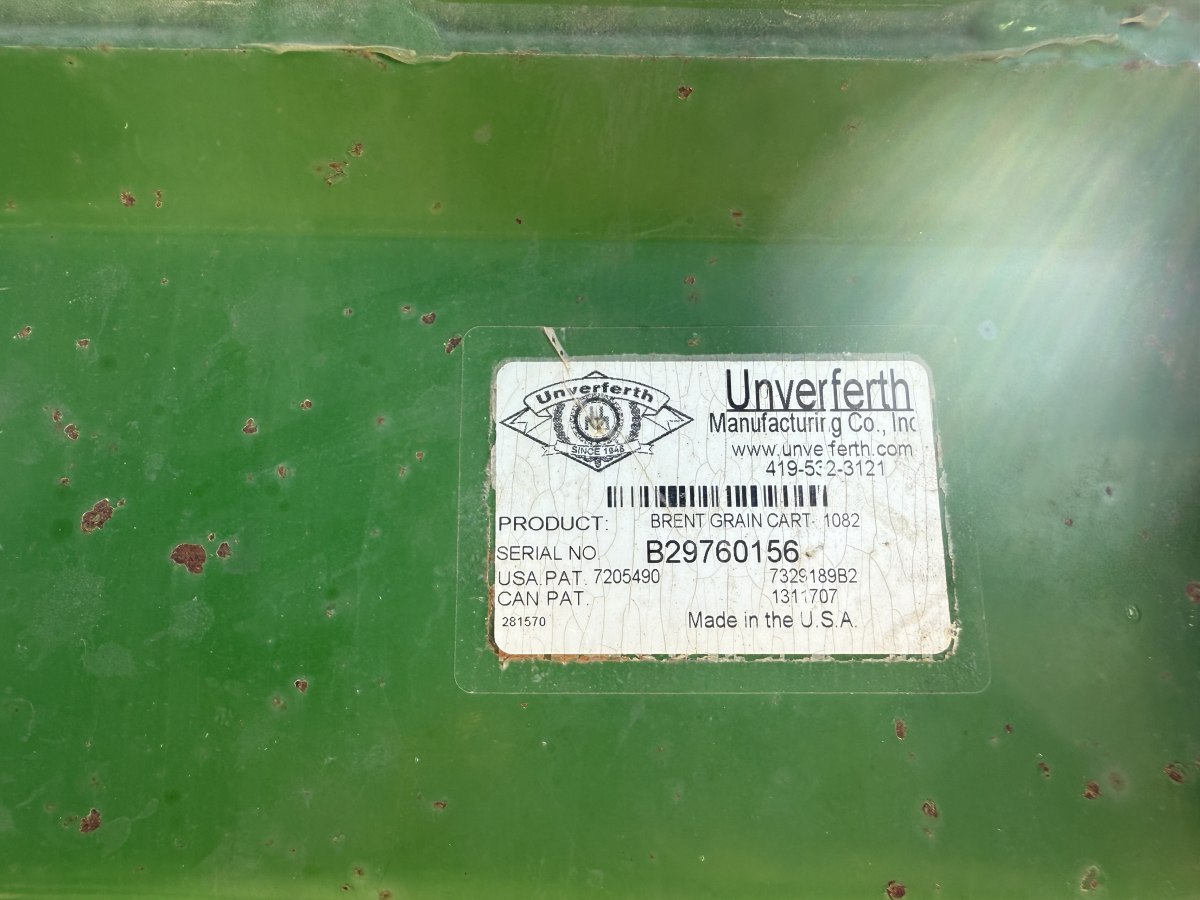 Unverferth
SINCE 1948
Unverferth
Manufacturing Co., Inc
www.unverferth.com
419-532-3121
PRODUCT: BRENT GRAIN CART- 1082
SERIAL NO B29760156
USA.PAT. 7205490 7329189B2
CAN PAT. 1311707
281570 Made in the U.S.A.